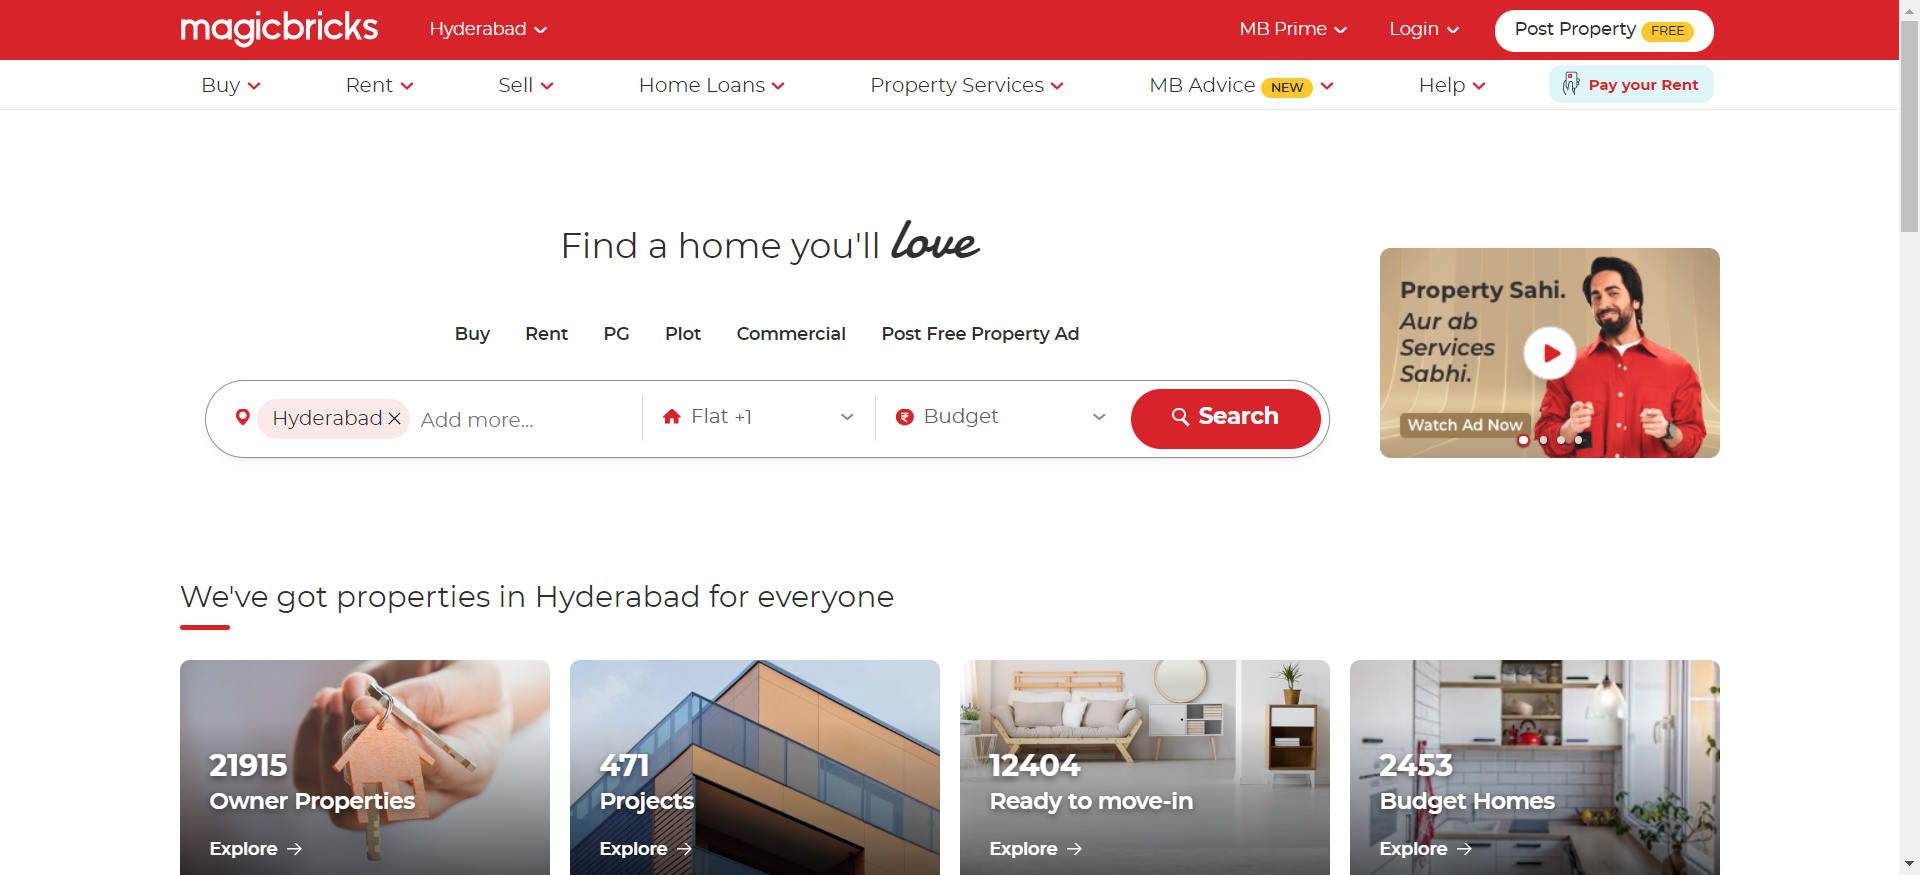 magicbricks
Hyderabad
MB Prime
Login
Post Property FREE
Buy
Rent
Sell
Home Loans
Property Services
MB Advice NEW
Help
Pay your Rent
Find a home you'll love
Buy
Rent
PG
Plot
Commercial
Post Free Property Ad
Hyderabad
Add more...
Flat +1
Budget
Search
Property Sahi.
Aur ab
Services
Sabhi.
Watch Ad Now
We've got properties in Hyderabad for everyone
21915
Owner Properties
Explore
471
Projects
Explore
12404
Ready to move-in
Explore
2453
Budget Homes
Explore